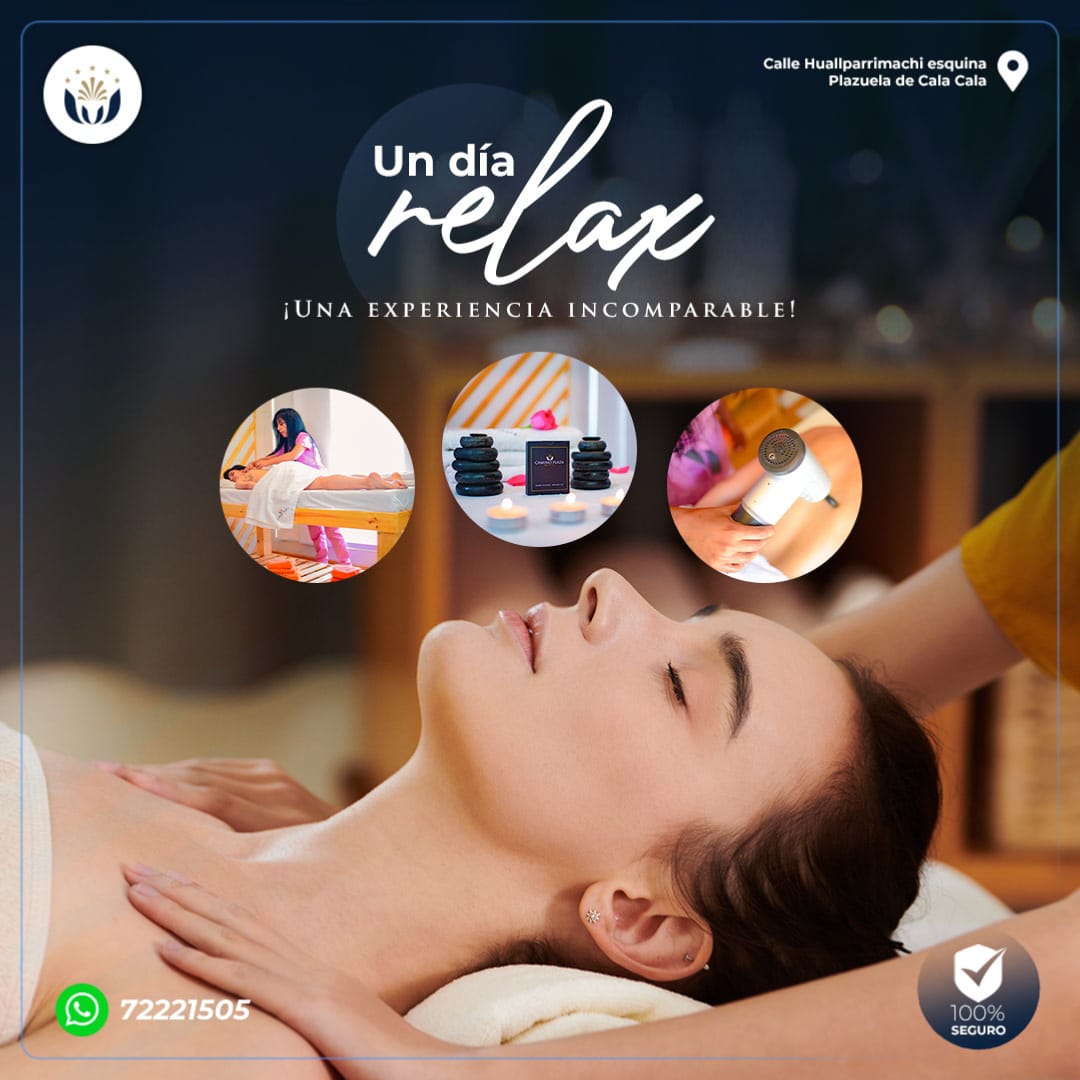 Calle Huallparrimachi esquina
Plazuela de Cala Cala
Un día
relax
¡UNA EXPERIENCIA INCOMPARABLE!
72221505
100%
SEGURO